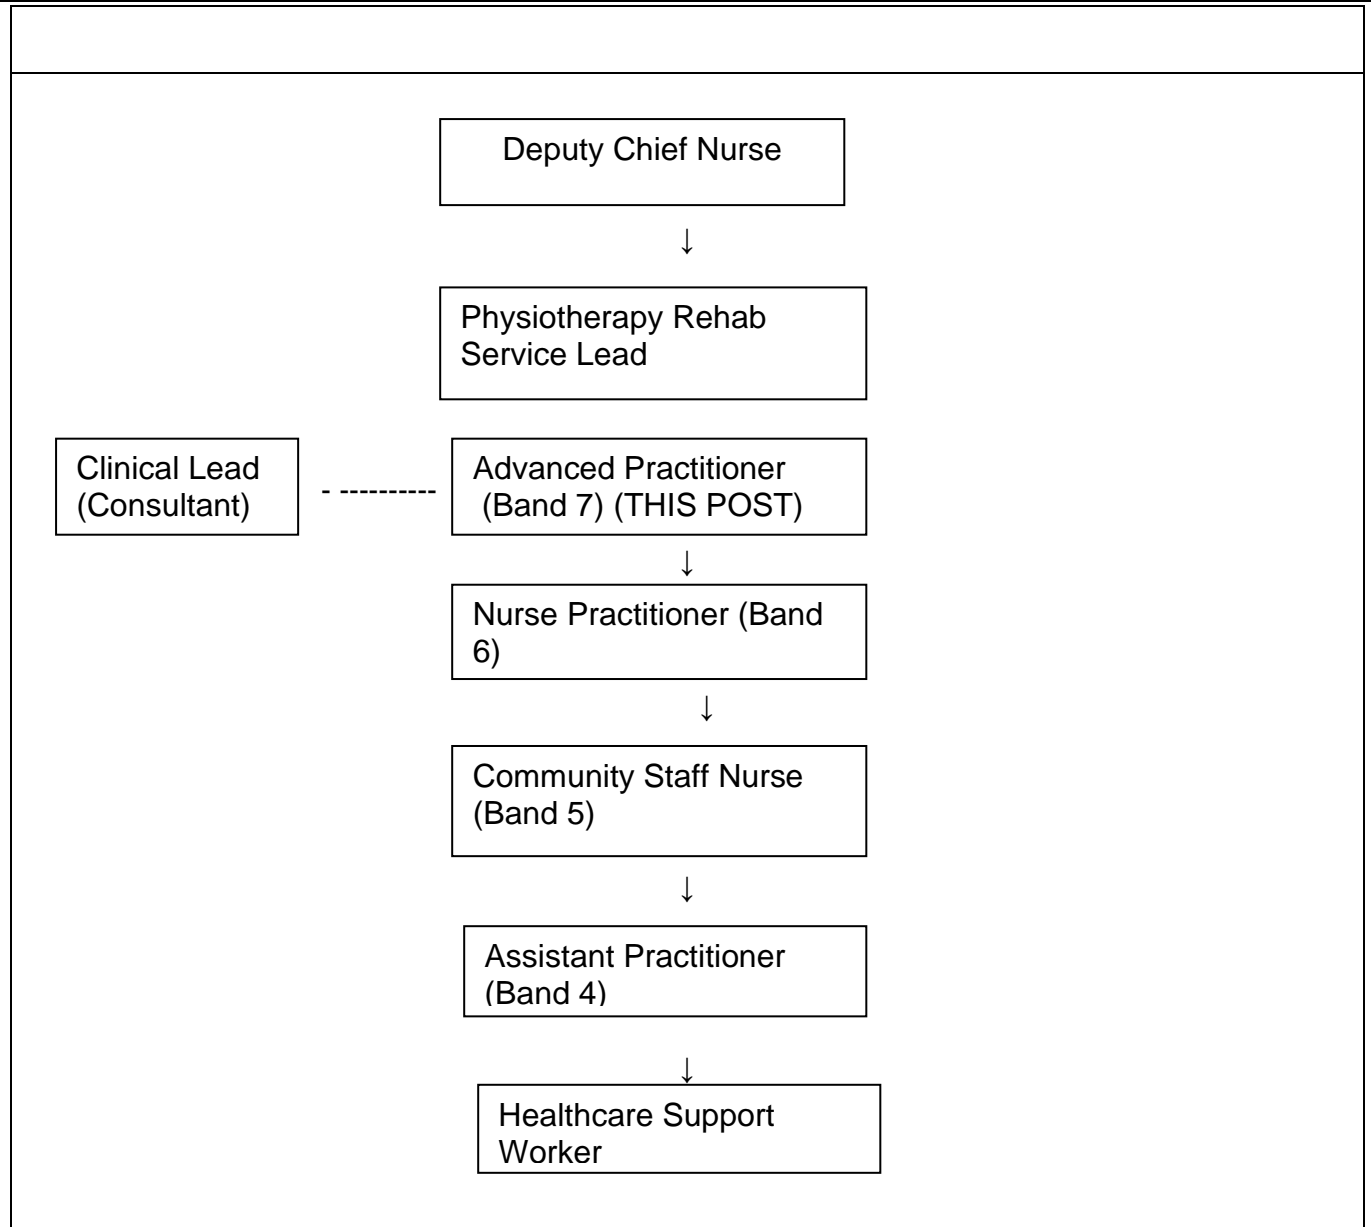 Deputy Chief Nurse
↓
Physiotherapy Rehab
Service Lead
Clinical Lead
(Consultant)
- ----------
Advanced Practitioner
(Band 7) (THIS POST)
↓
Nurse Practitioner (Band
6)
↓
Community Staff Nurse
(Band 5)
↓
Assistant Practitioner
(Band 4)
↓
Healthcare Support
Worker